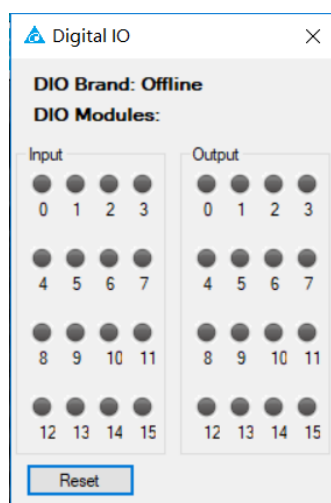 Digital IO
DIO Brand: Offline
DIO Modules:
Input Output
0 1 2 3 0 1 2 3
4 5 6 7 4 5 6 7
8 9 10 11 8 9 10 11
12 13 14 15 12 13 14 15
Reset